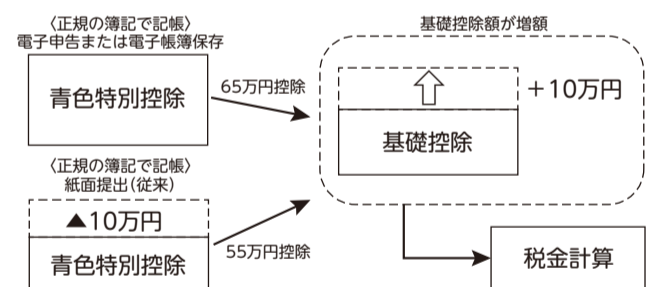 〈正規の簿記で記帳〉
電子申告または電子帳簿保存
青色特別控除
65万円控除
〈正規の簿記で記帳〉
紙面提出(従来)
▲10万円
青色特別控除
55万円控除
基礎控除額が増額
+10万円
基礎控除
税金計算